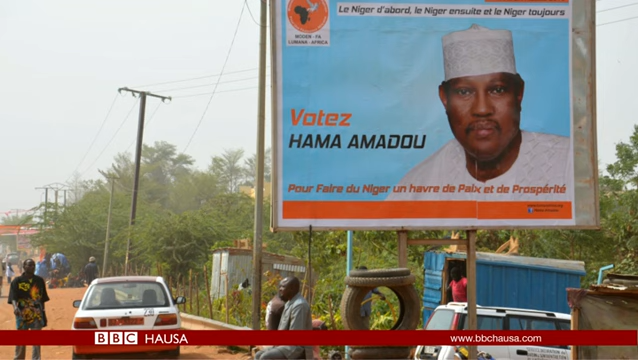 Le Niger d'abord, le Niger ensuite et le Niger toujours
MODEN - FA
LUMANA - AFRICA
Votez
HAMA AMADOU
Pour Faire du Niger un havre de Paix et de Prospérité
BBC HAUSA
www.bbchausa.com